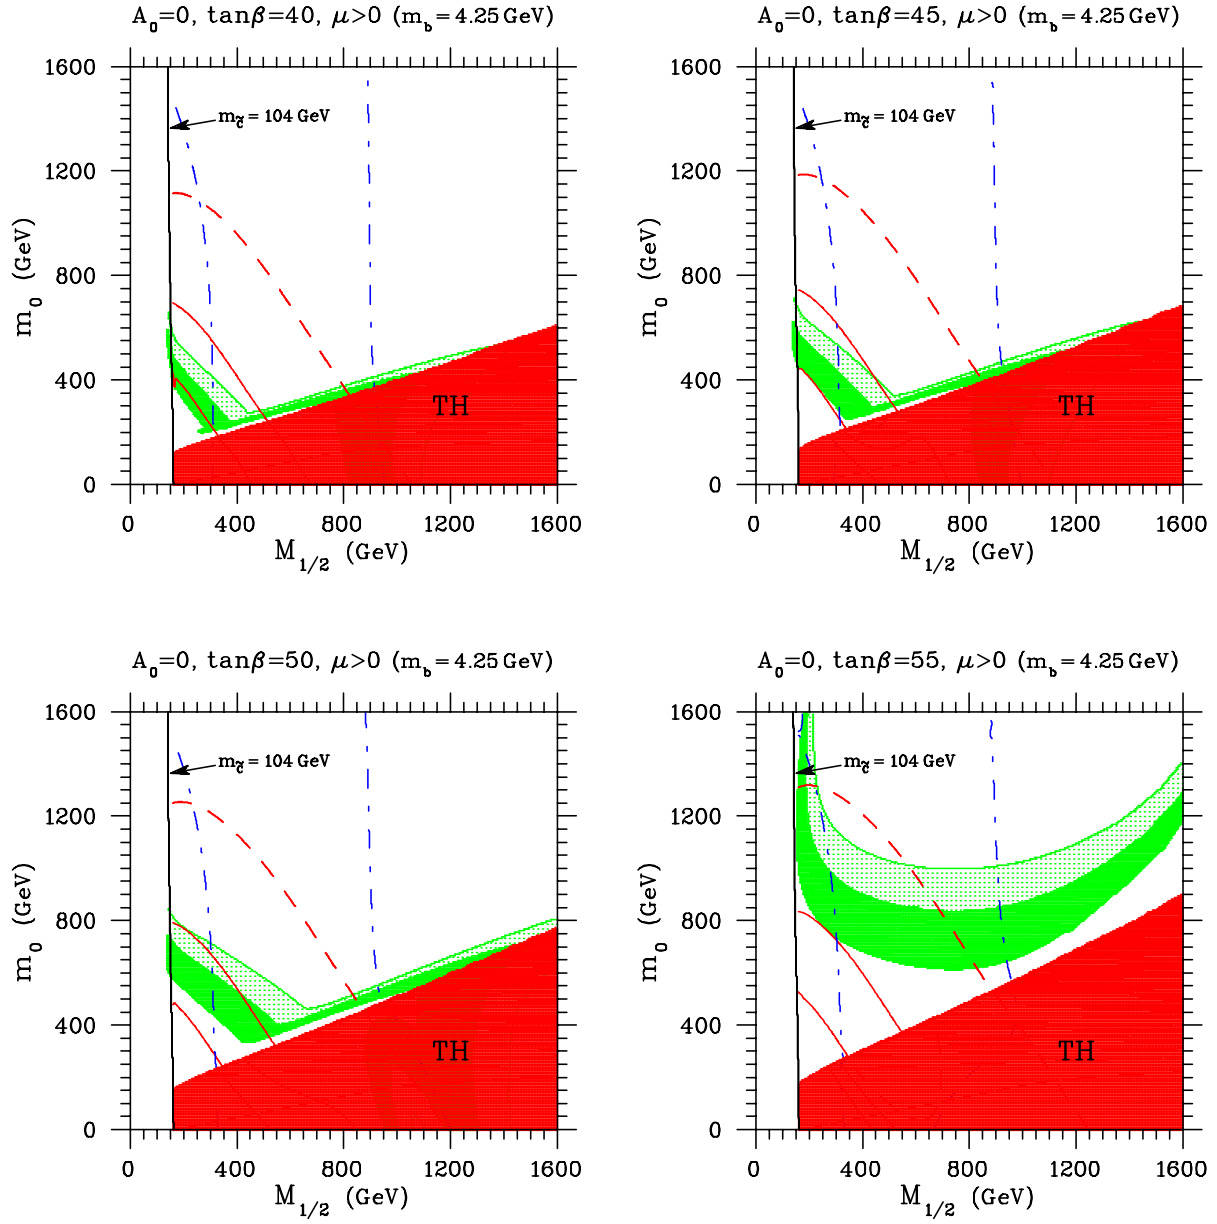 A0=0, tanβ=40, μ>0 (mb=4.25 GeV)
1600
1200
800
400
0
m0 (GeV)
mC̃ = 104 GeV
TH
0 400 800 1200 1600
M1/2 (GeV)
A0=0, tanβ=45, μ>0 (mb=4.25 GeV)
1600
1200
800
400
0
m0 (GeV)
mC̃ = 104 GeV
TH
0 400 800 1200 1600
M1/2 (GeV)
A0=0, tanβ=50, μ>0 (mb=4.25 GeV)
1600
1200
800
400
0
m0 (GeV)
mC̃ = 104 GeV
TH
0 400 800 1200 1600
M1/2 (GeV)
A0=0, tanβ=55, μ>0 (mb=4.25 GeV)
1600
1200
800
400
0
m0 (GeV)
mC̃ = 104 GeV
TH
0 400 800 1200 1600
M1/2 (GeV)